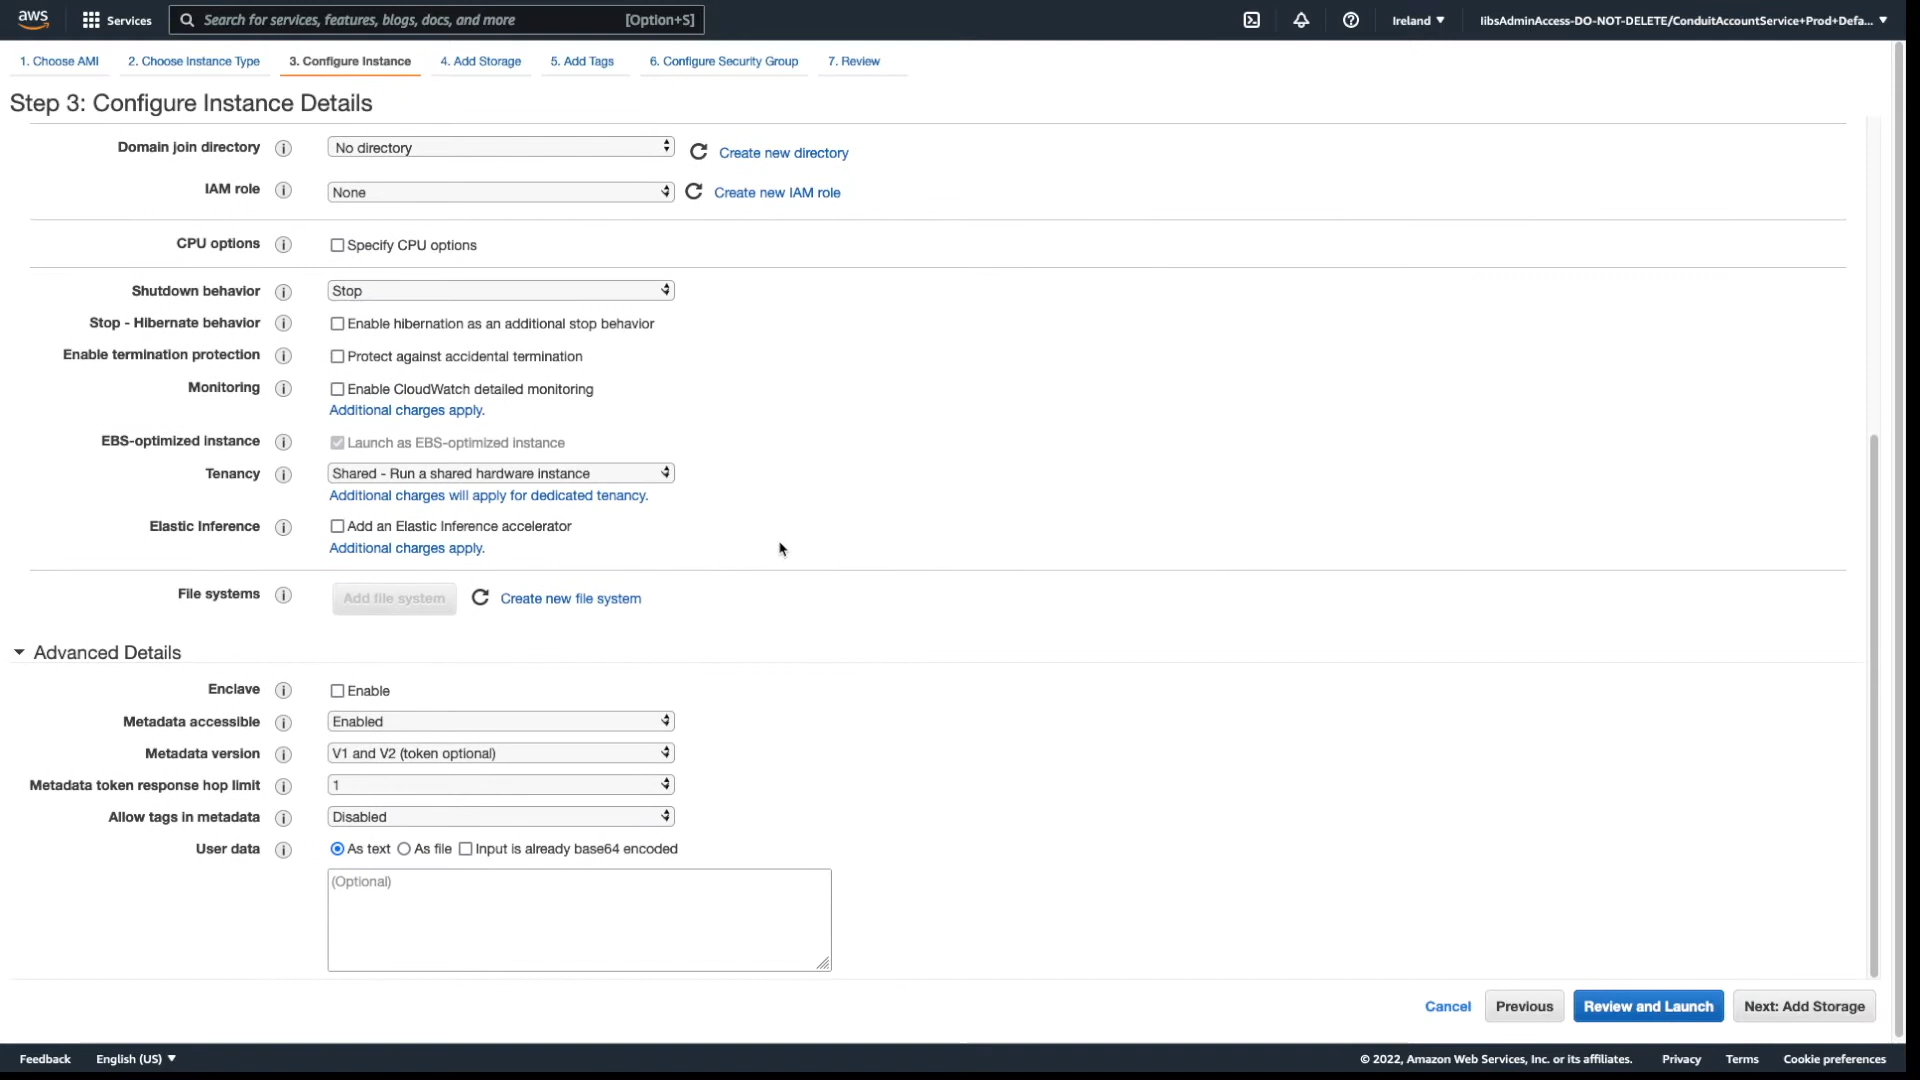 aws Services Search for services, features, blogs, docs, and more [Option+S] Ireland ▼ libsAdminAccess-DO-NOT-DELETE/ConduitAccountService+Prod+Defa... ▼
1. Choose AMI 2. Choose Instance Type 3. Configure Instance 4. Add Storage 5. Add Tags 6. Configure Security Group 7. Review
Step 3: Configure Instance Details
Domain join directory i No directory Create new directory
IAM role i None Create new IAM role
CPU options i Specify CPU options
Shutdown behavior i Stop
Stop - Hibernate behavior i Enable hibernation as an additional stop behavior
Enable termination protection i Protect against accidental termination
Monitoring i Enable CloudWatch detailed monitoring
Additional charges apply.
EBS-optimized instance i Launch as EBS-optimized instance
Tenancy i Shared - Run a shared hardware instance
Additional charges will apply for dedicated tenancy.
Elastic Inference i Add an Elastic Inference accelerator
Additional charges apply.
File systems i Add file system Create new file system
Advanced Details
Enclave i Enable
Metadata accessible i Enabled
Metadata version i V1 and V2 (token optional)
Metadata token response hop limit i 1
Allow tags in metadata i Disabled
User data i As text As file Input is already base64 encoded
(Optional)
Cancel Previous Review and Launch Next: Add Storage
Feedback English (US) ▼ © 2022, Amazon Web Services, Inc. or its affiliates. Privacy Terms Cookie preferences